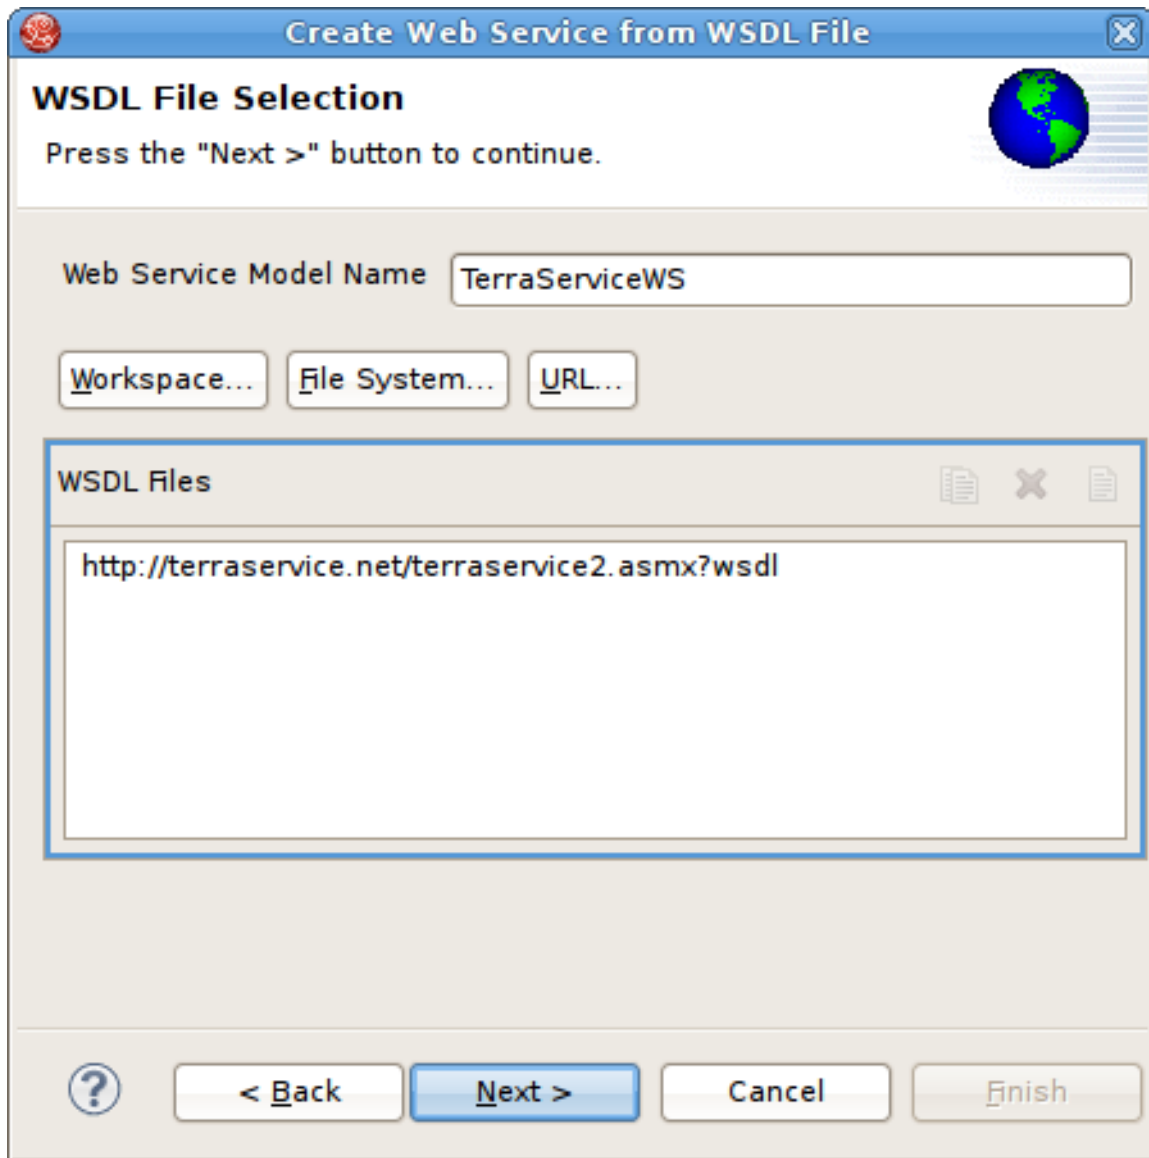 Create Web Service from WSDL File
WSDL File Selection
Press the "Next >" button to continue.
Web Service Model Name TerraServiceWS
Workspace... File System... URL...
WSDL Files
http://terraservice.net/terraservice2.asmx?wsdl
? < Back Next > Cancel Finish